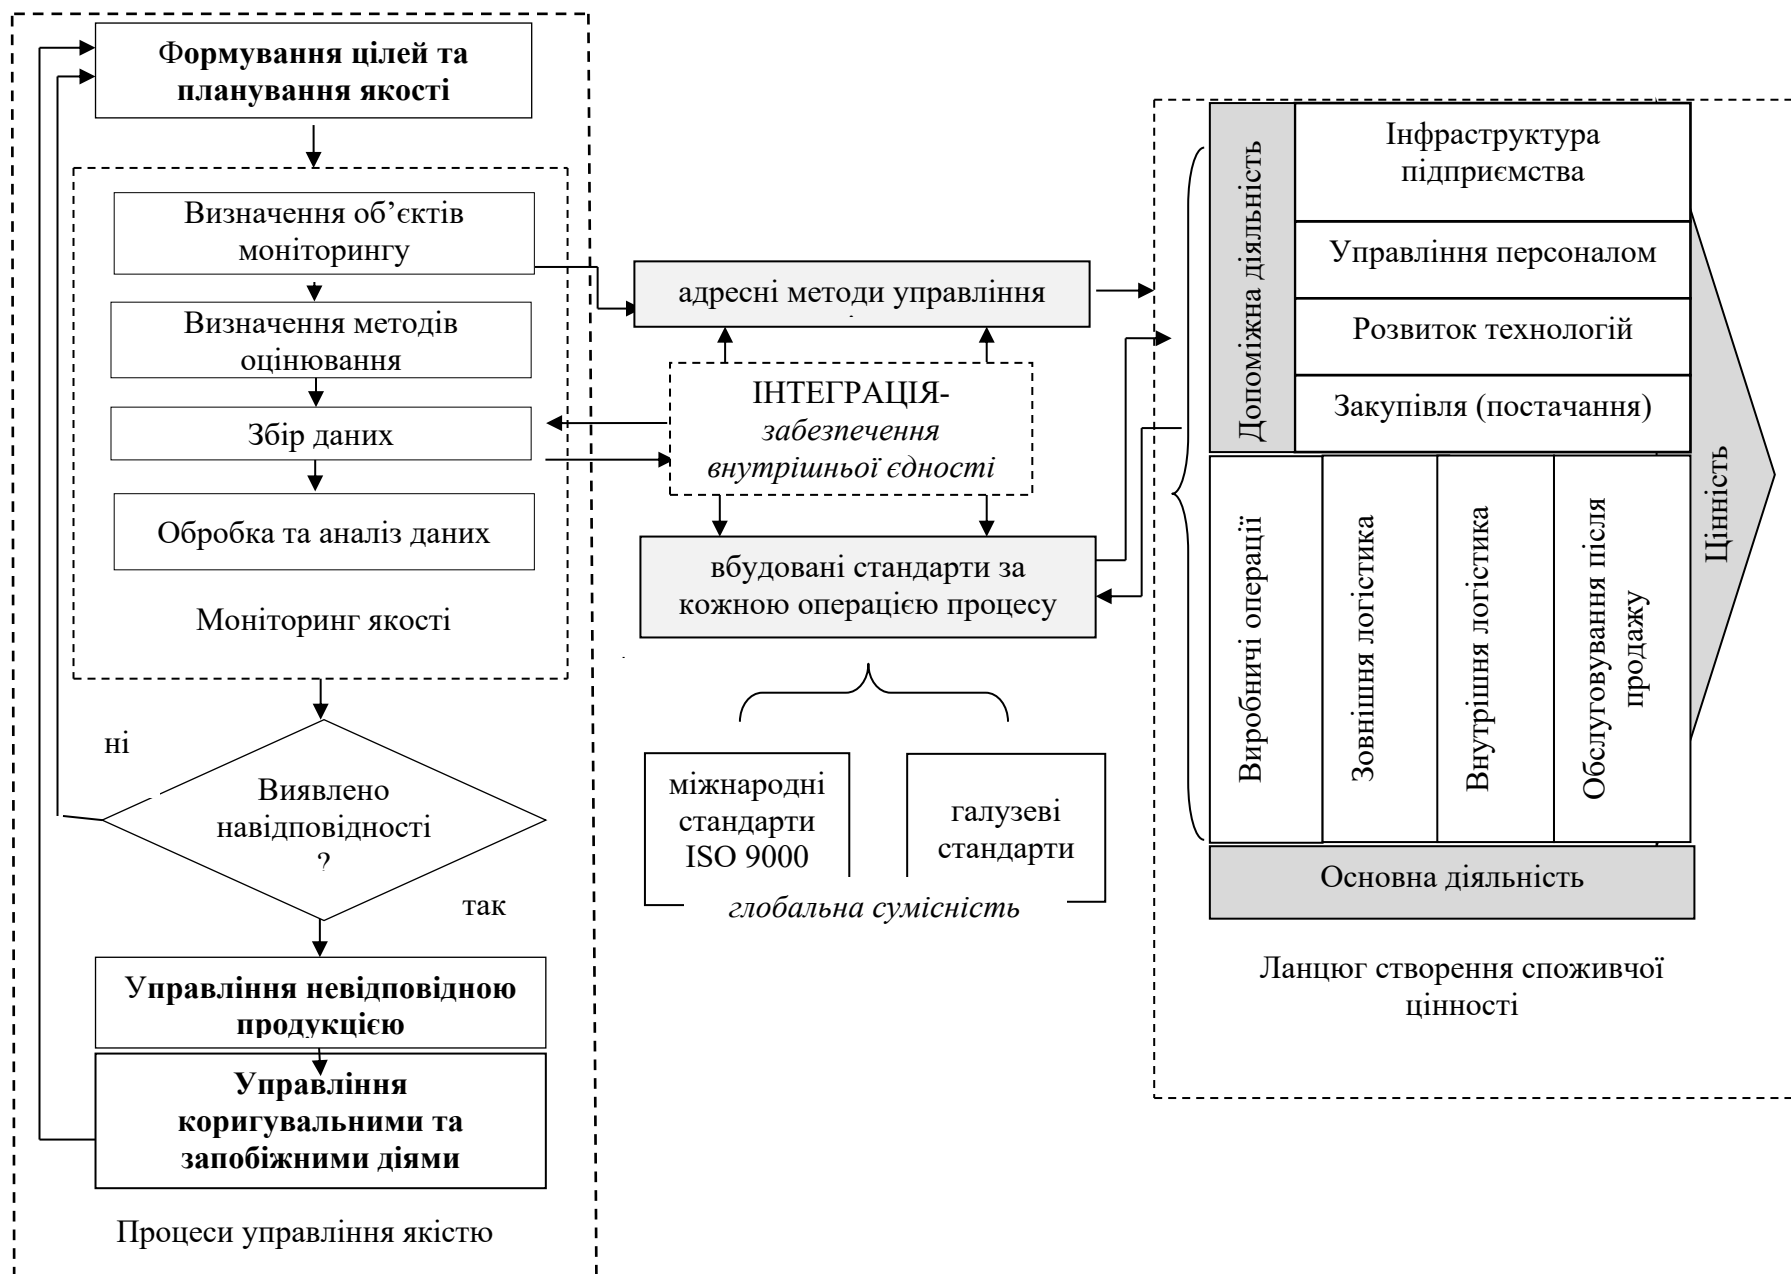 Формування цілей та
планування якості
Визначення об’єктів
моніторингу
Визначення методів
оцінювання
Збір даних
Обробка та аналіз даних
Моніторинг якості
ні
Виявлено
навідповідності
?
так
Управління невідповідною
продукцією
Управління
коригувальними та
запобіжними діями
Процеси управління якістю
адресні методи управління
ІНТЕГРАЦІЯ-
забезпечення
внутрішньої єдності
вбудовані стандарти за
кожною операцією процесу
міжнародні
стандарти
ISO 9000
галузеві
стандарти
глобальна сумісність
Допоміжна діяльність
Інфраструктура
підприємства
Управління персоналом
Розвиток технологій
Закупівля (постачання)
Виробничі операції
Зовнішня логістика
Внутрішня логістика
Обслуговування після
продажу
Цінність
Основна діяльність
Ланцюг створення споживчої
цінності